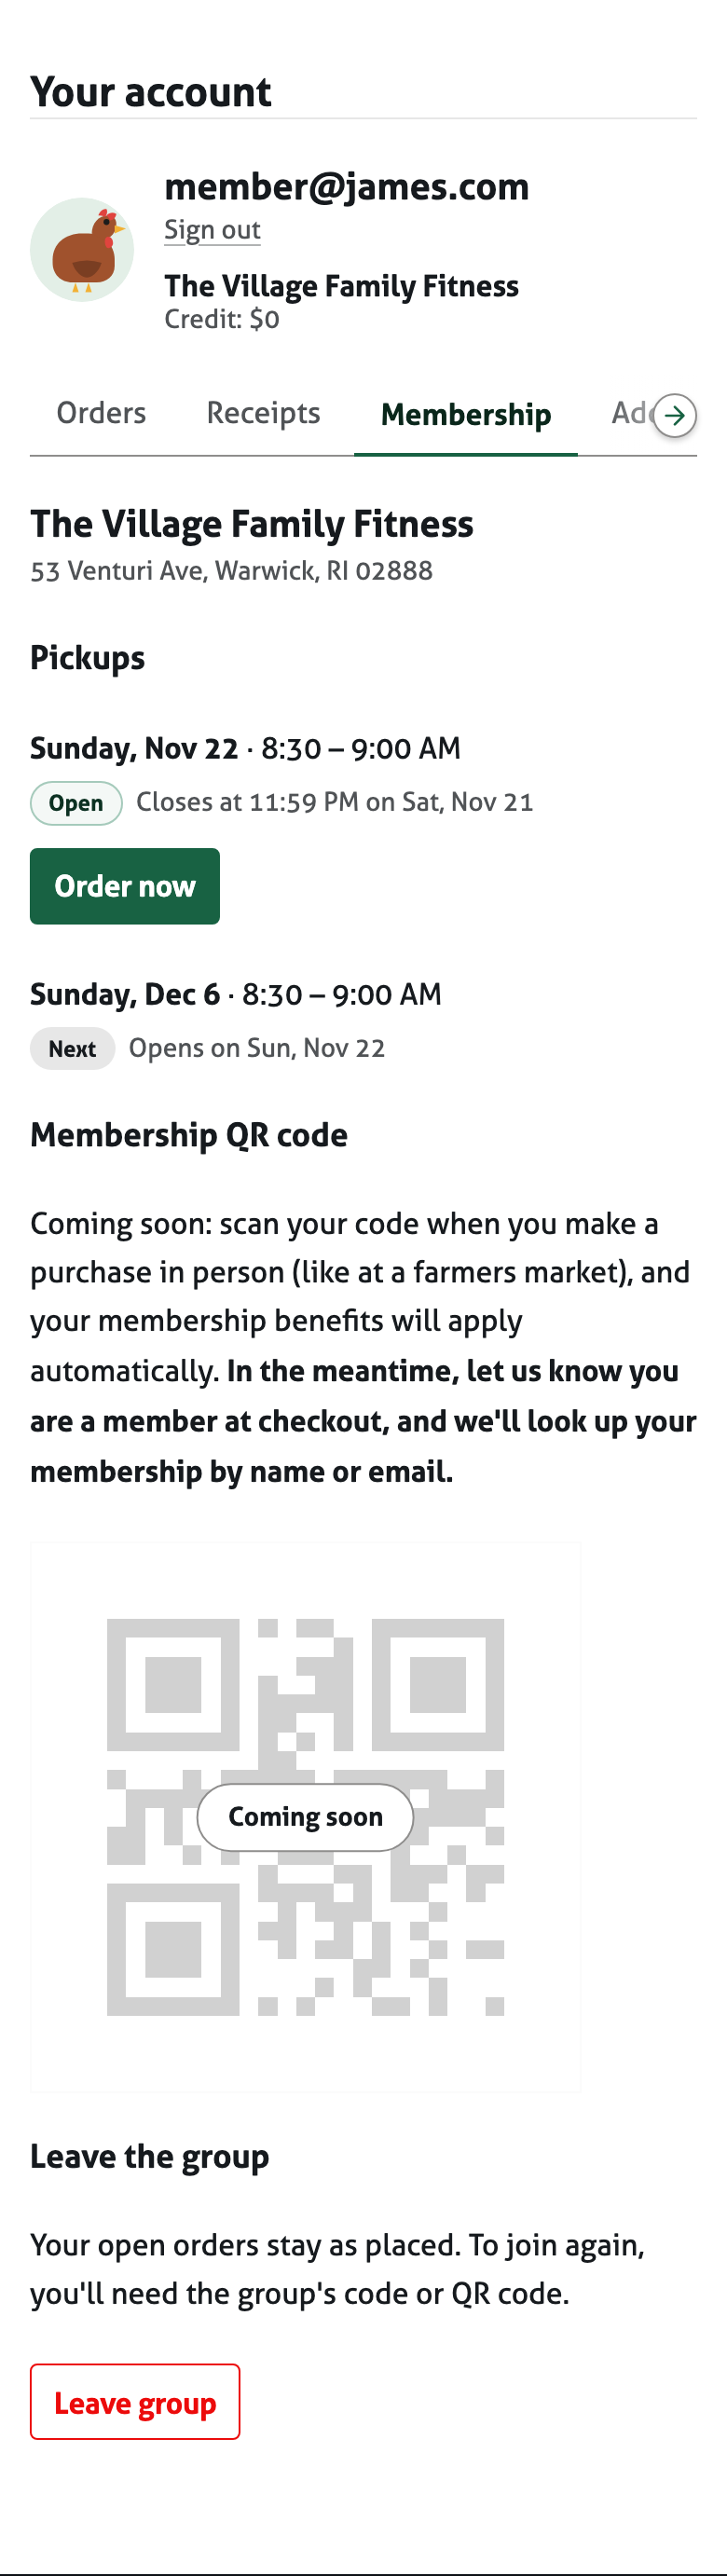 Your account
member@james.com
Sign out
The Village Family Fitness
Credit: $0
Orders Receipts Membership
The Village Family Fitness
53 Venturi Ave, Warwick, RI 02888
Pickups
Sunday, Nov 22 · 8:30 – 9:00 AM
Open Closes at 11:59 PM on Sat, Nov 21
Order now
Sunday, Dec 6 · 8:30 – 9:00 AM
Next Opens on Sun, Nov 22
Membership QR code
Coming soon: scan your code when you make a
purchase in person (like at a farmers market), and
your membership benefits will apply
automatically. In the meantime, let us know you
are a member at checkout, and we'll look up your
membership by name or email.
Coming soon
Leave the group
Your open orders stay as placed. To join again,
you'll need the group's code or QR code.
Leave group